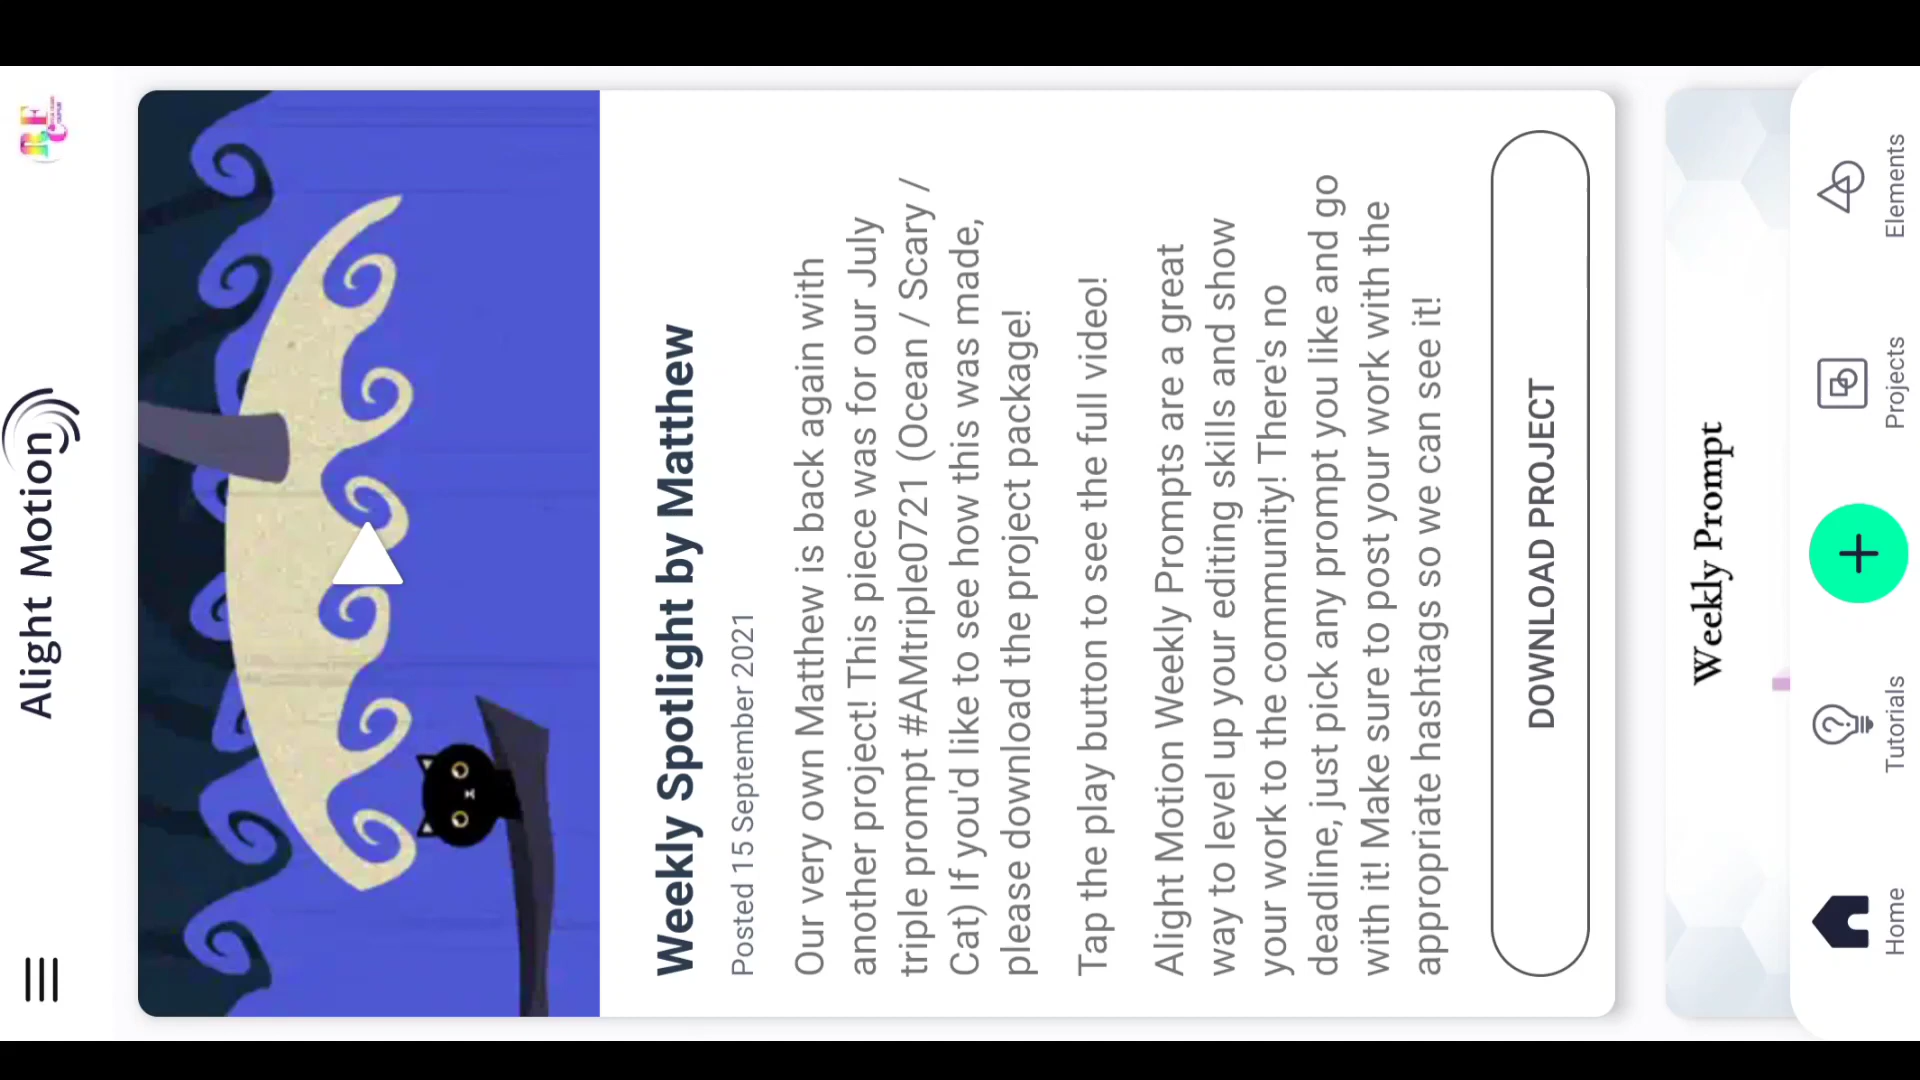 Alight Motion
Weekly Spotlight by Matthew
Posted 15 September 2021
Our very own Matthew is back again with
another project! This piece was for our July
triple prompt #AMtriple0721 (Ocean / Scary /
Cat) If you'd like to see how this was made,
please download the project package!
Tap the play button to see the full video!
Alight Motion Weekly Prompts are a great
way to level up your editing skills and show
your work to the community! There's no
deadline, just pick any prompt you like and go
with it! Make sure to post your work with the
appropriate hashtags so we can see it!
DOWNLOAD PROJECT
Weekly Prompt
Home
Tutorials
Projects
Elements